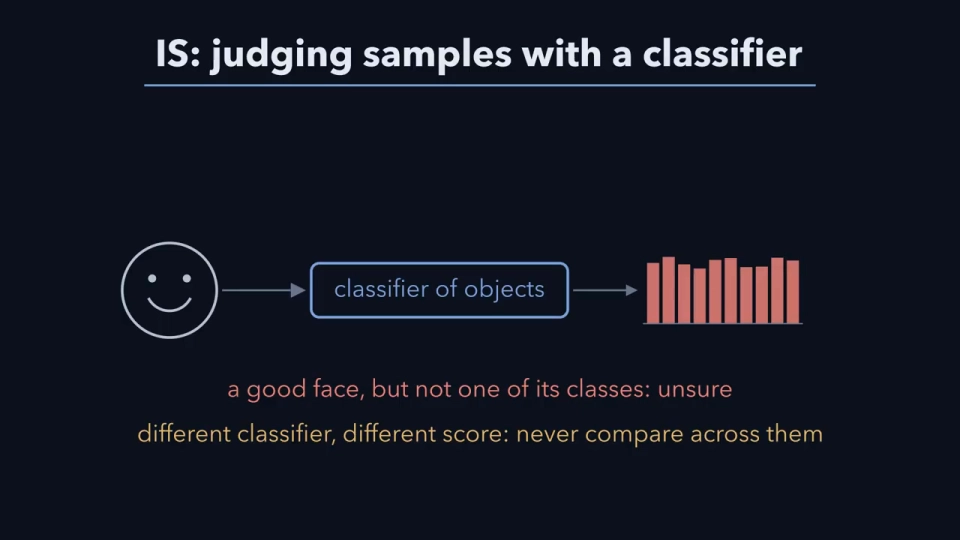 IS: judging samples with a classifier
classifier of objects
a good face, but not one of its classes: unsure
different classifier, different score: never compare across them